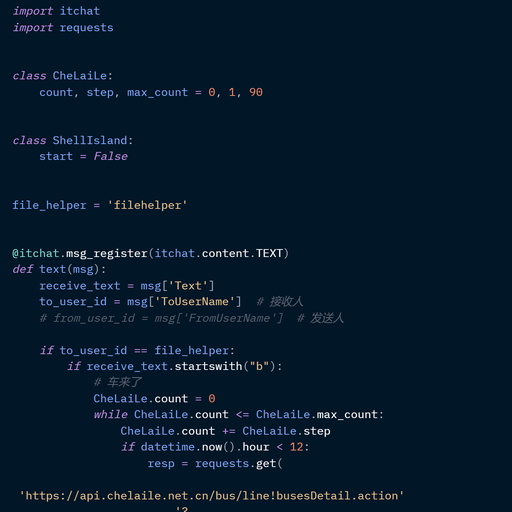 import itchat
import requests
class CheLaiLe:
count, step, max_count = 0, 1, 90
class ShellIsland:
start = False
file_helper = 'filehelper'
@itchat.msg_register(itchat.content.TEXT)
def text(msg):
receive_text = msg['Text']
to_user_id = msg['ToUserName']  # 接收人
# from_user_id = msg['FromUserName']  # 发送人
if to_user_id == file_helper:
if receive_text.startswith("b"):
# 车来了
CheLaiLe.count = 0
while CheLaiLe.count <= CheLaiLe.max_count:
CheLaiLe.count += CheLaiLe.step
if datetime.now().hour < 12:
resp = requests.get(
'https://api.chelaile.net.cn/bus/line!busesDetail.action'
'?